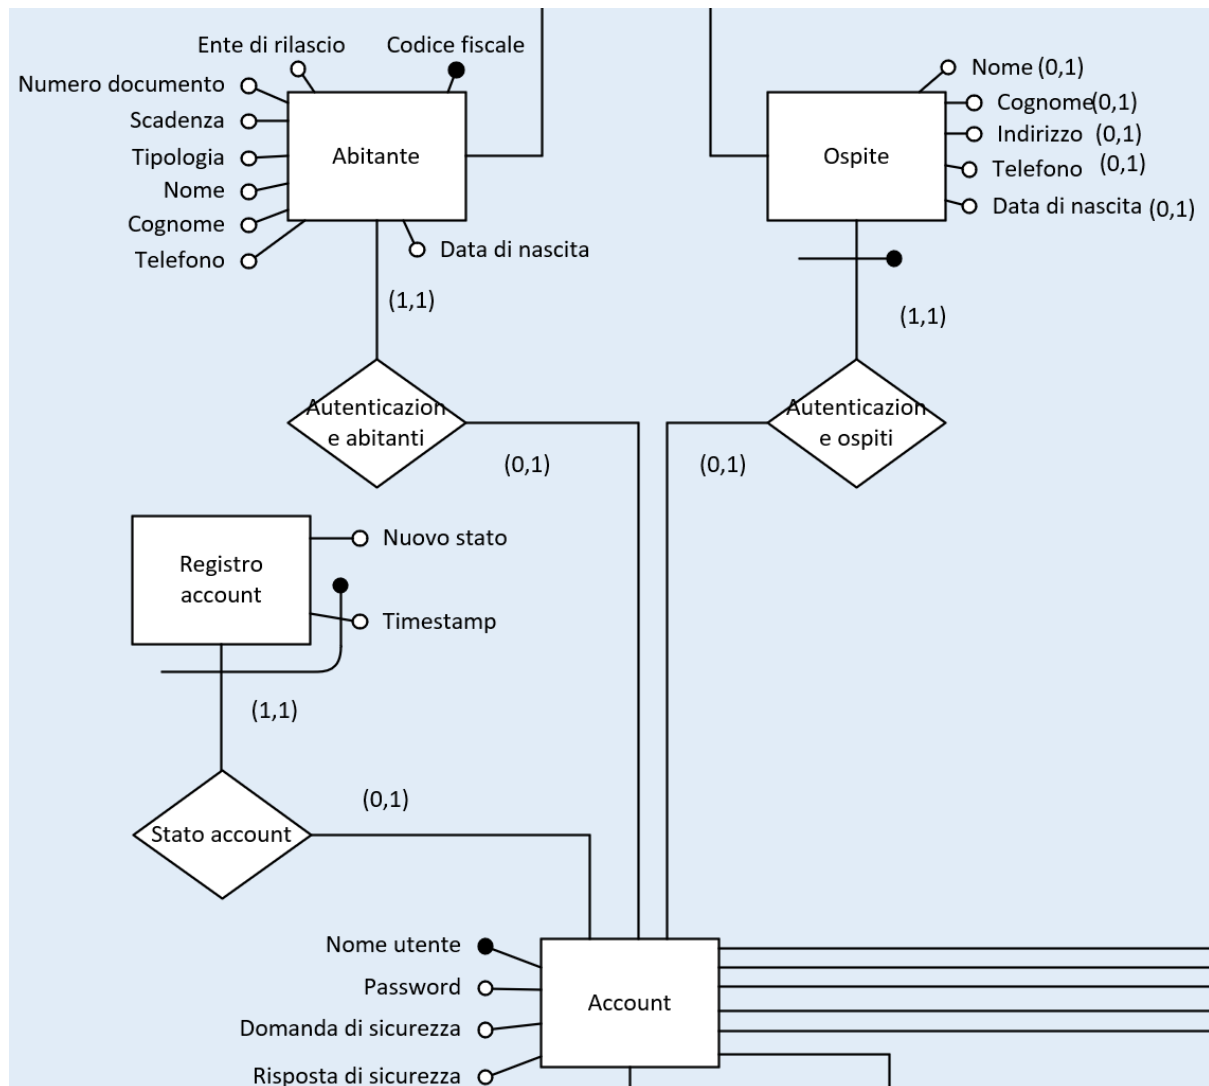 Ente di rilascio
Codice fiscale
Numero documento
Scadenza
Tipologia
Nome
Cognome
Telefono
Abitante
Data di nascita
(1,1)
Nome (0,1)
Cognome(0,1)
Indirizzo (0,1)
Telefono (0,1)
Data di nascita (0,1)
Ospite
(1,1)
Autenticazion
e abitanti
(0,1)
Autenticazion
e ospiti
(0,1)
Registro
account
Nuovo stato
Timestamp
(1,1)
Stato account
(0,1)
Nome utente
Password
Domanda di sicurezza
Risposta di sicurezza
Account